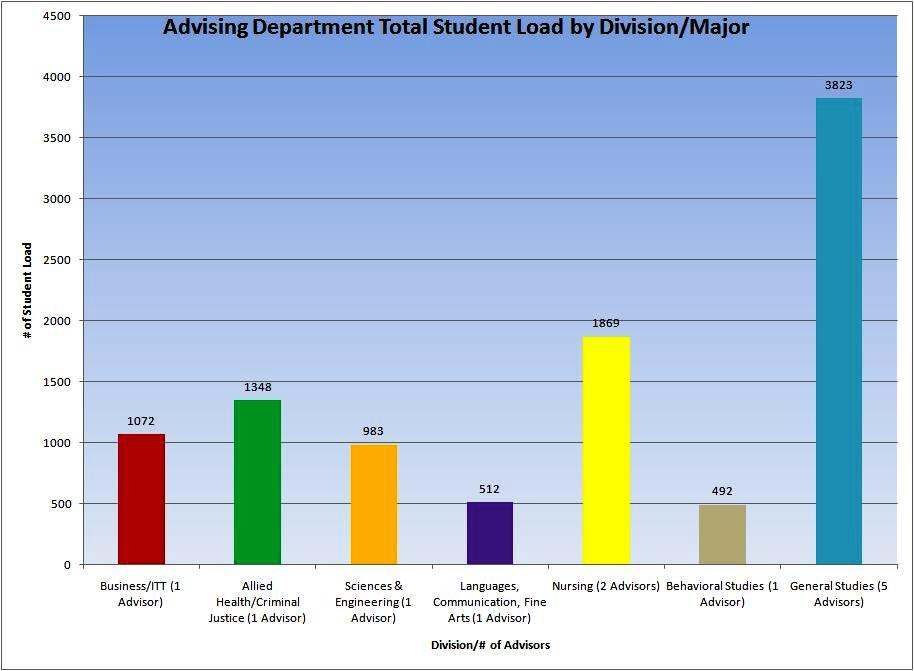 Advising Department Total Student Load by Division/Major
# of Student Load
4500
4000
3500
3000
2500
2000
1500
1000
500
0
1072
1348
983
512
1869
492
3823
Business/ITT (1
Advisor)
Allied
Health/Criminal
Justice (1 Advisor)
Sciences &
Engineering (1
Advisor)
Languages,
Communication, Fine
Arts (1 Advisor)
Nursing (2 Advisors)
Behavioral Studies (1
Advisor)
General Studies (5
Advisors)
Division/# of Advisors